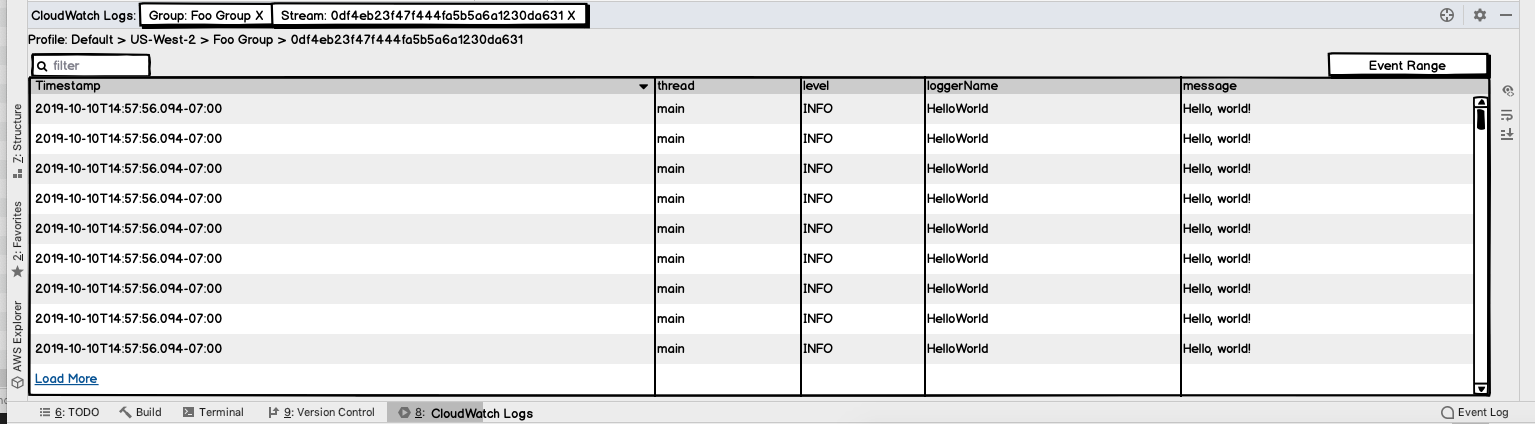 CloudWatch Logs: Group: Foo Group X Stream: 0df4eb23f47f444fa5b5a6a1230da631 X
Profile: Default > US-West-2 > Foo Group > 0df4eb23f47f444fa5b5a6a1230da631
filter Event Range
Timestamp thread level loggerName message
2019-10-10T14:57:56.094-07:00 main INFO HelloWorld Hello, world!
2019-10-10T14:57:56.094-07:00 main INFO HelloWorld Hello, world!
2019-10-10T14:57:56.094-07:00 main INFO HelloWorld Hello, world!
2019-10-10T14:57:56.094-07:00 main INFO HelloWorld Hello, world!
2019-10-10T14:57:56.094-07:00 main INFO HelloWorld Hello, world!
2019-10-10T14:57:56.094-07:00 main INFO HelloWorld Hello, world!
2019-10-10T14:57:56.094-07:00 main INFO HelloWorld Hello, world!
2019-10-10T14:57:56.094-07:00 main INFO HelloWorld Hello, world!
2019-10-10T14:57:56.094-07:00 main INFO HelloWorld Hello, world!
Load More
7: Structure
2: Favorites
AWS Explorer
6: TODO Build Terminal 9: Version Control 8: CloudWatch Logs Event Log